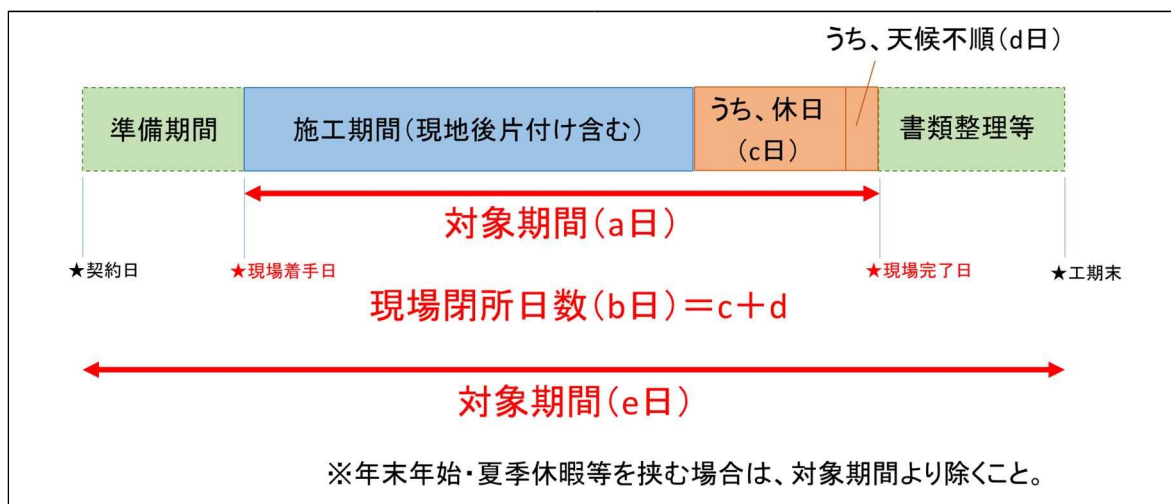 うち、天候不順(d日)
準備期間
施工期間(現地後片付け含む)
うち、休日
(c日)
書類整理等
対象期間(a日)
★契約日
★現場着手日
★現場完了日
★工期末
現場閉所日数(b日)=c+d
対象期間(e日)
※年末年始・夏季休暇等を挟む場合は、対象期間より除くこと。